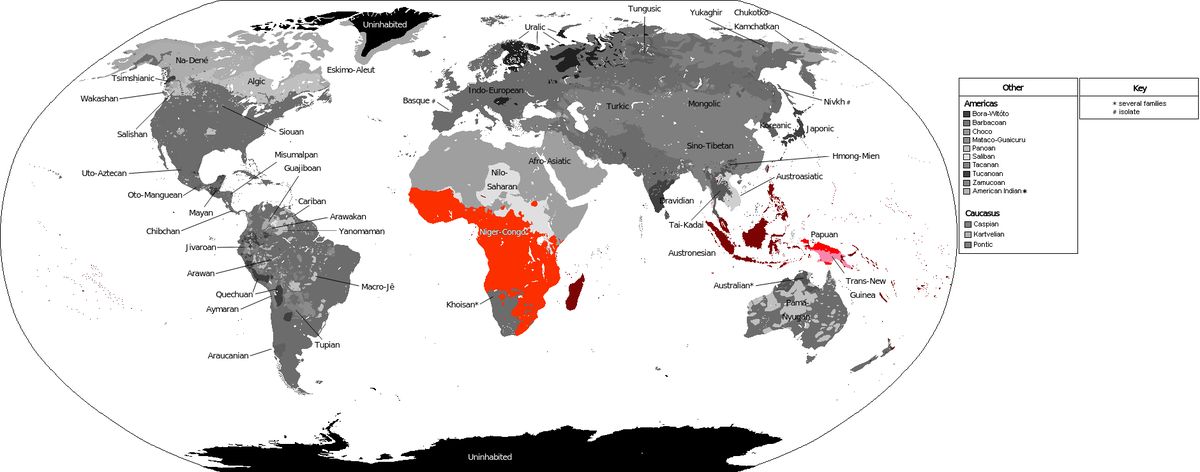 Tungusic
Yukaghir
Chukotko-
Kamchatkan
Uninhabited
Uralic
Na-Dené
Eskimo-Aleut
Tsimshianic
Algic
Wakashan
Basque #
Indo-European
Turkic
Mongolic
Nivkh #
Salishan
Siouan
Koreanic
Japonic
Sino-Tibetan
Misumalpan
Afro-Asiatic
Hmong-Mien
Guajiboan
Uto-Aztecan
Nilo-
Saharan
Austroasiatic
Oto-Manguean
Cariban
Dravidian
Mayan
Arawakan
Tai-Kadai
Chibchan
Yanomaman
Niger-Congo
Papuan
Jivaroan
Austronesian
Arawan
Macro-Jê
Australian*
Trans-New
Guinea
Quechuan
Khoisan*
Pama-
Nyugan
Aymaran
Tupian
Araucanian
Uninhabited
Other
Americas
Bora-Witóto
Barbacoan
Choco
Mataco-Guaicuru
Panoan
Saliban
Tacanan
Tucanoan
Zamucoan
American Indian*
Caucasus
Caspian
Kartvelian
Pontic
Key
* several families
# isolate